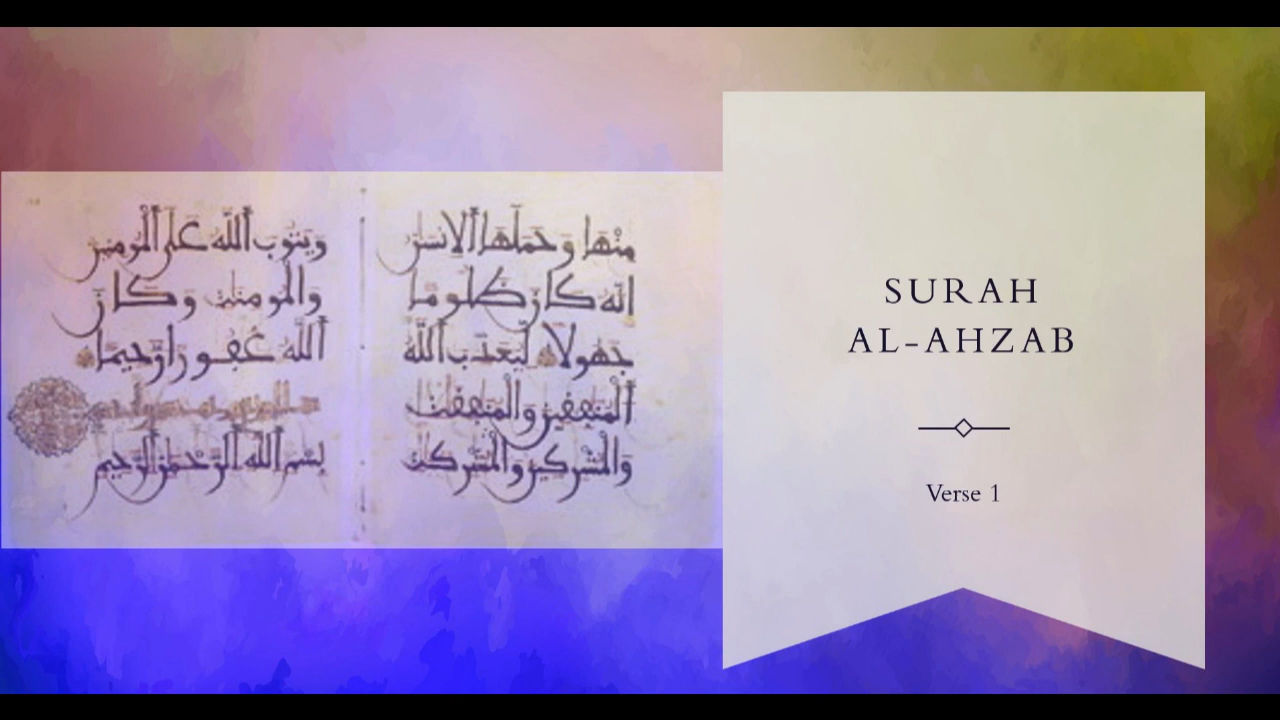 منها وحملها الانسن
انه كان ظلوما
جهولا ليعذب الله
المنفقين والمنفقت
والمشركين والمشركت
ويتوب الله على المومنين
والمومنت وكان
الله غفورا رحيما
بسم الله الرحمن الرحيم
SURAH
AL-AHZAB
Verse 1